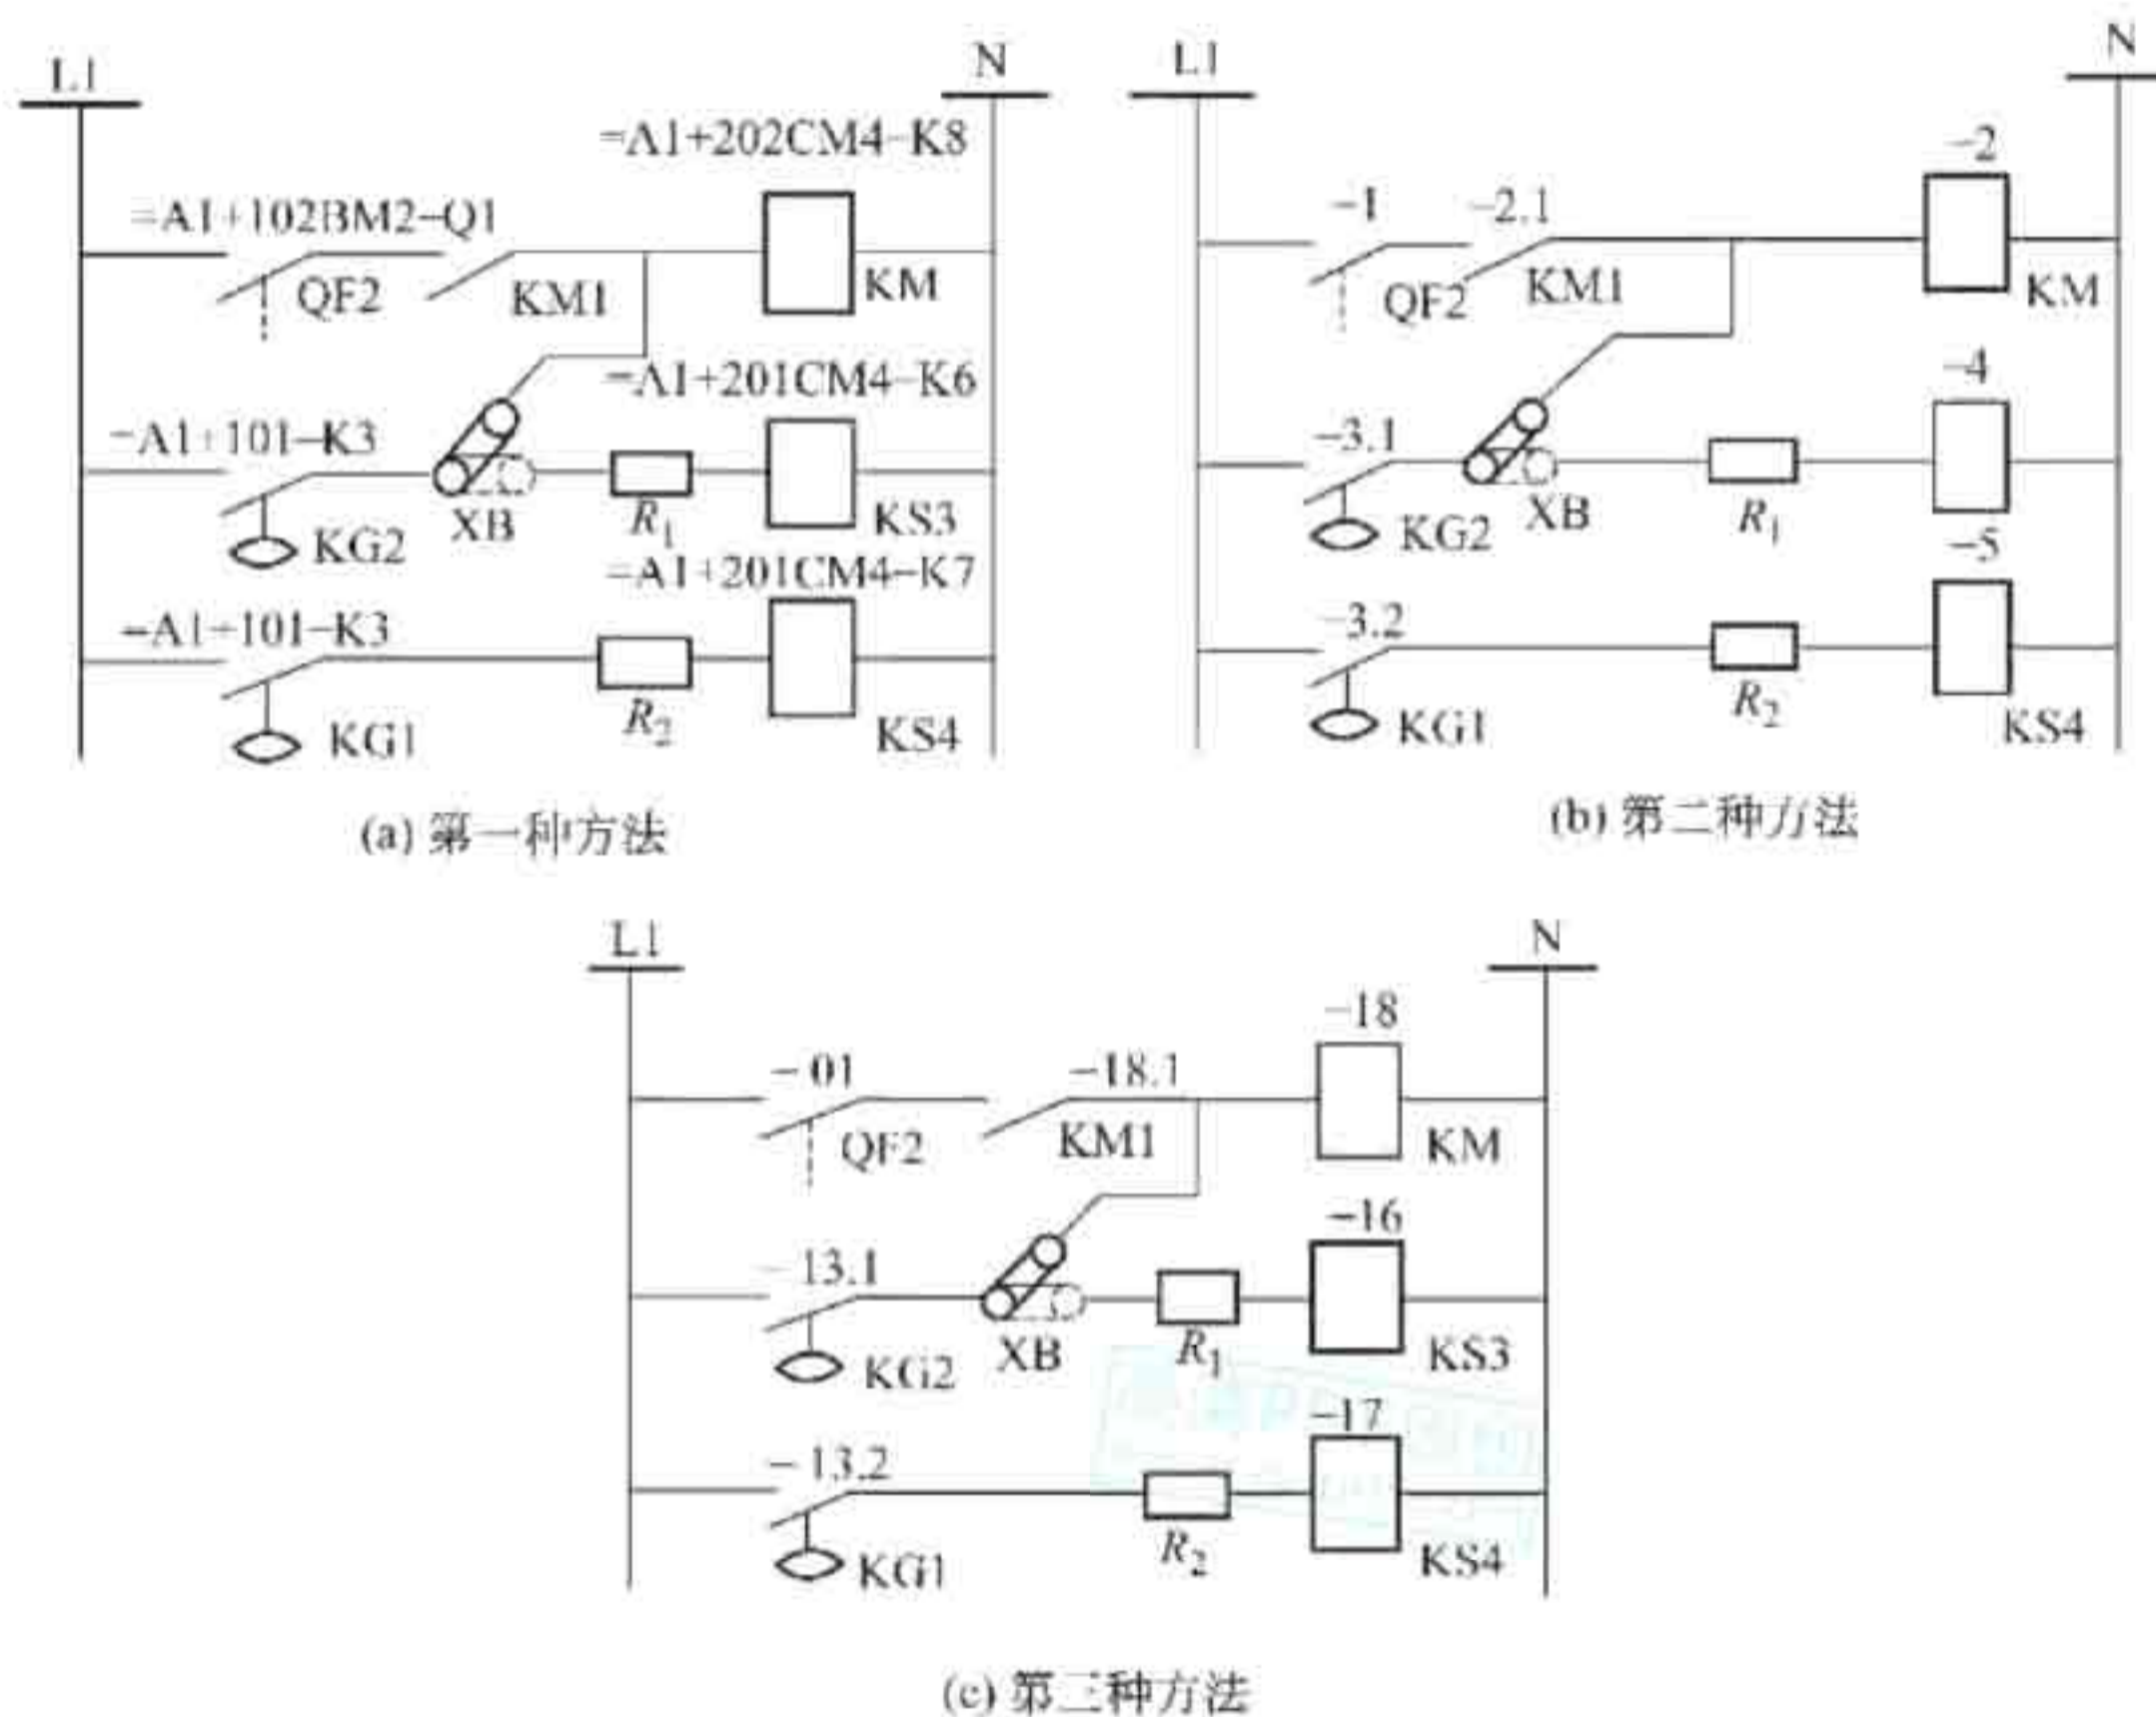 L1
N
=A1+202CM4-K8
=A1+102BM2-Q1
QF2
KM1
KM
=A1+201CM4-K6
=A1+101-K3
KG2
XB
R1
KS3
=A1+201CM4-K7
=A1+101-K3
KG1
R2
KS4
(a) 第一种方法
L1
N
-2
-1
-2.1
QF2
KM1
KM
-4
-3.1
KG2
XB
R1
-5
-3.2
KG1
R2
KS4
(b) 第二种方法
L1
N
-18
-01
-18.1
QF2
KM1
KM
-16
-13.1
KG2
XB
R1
KS3
-17
-13.2
KG1
R2
KS4
(c) 第三种方法